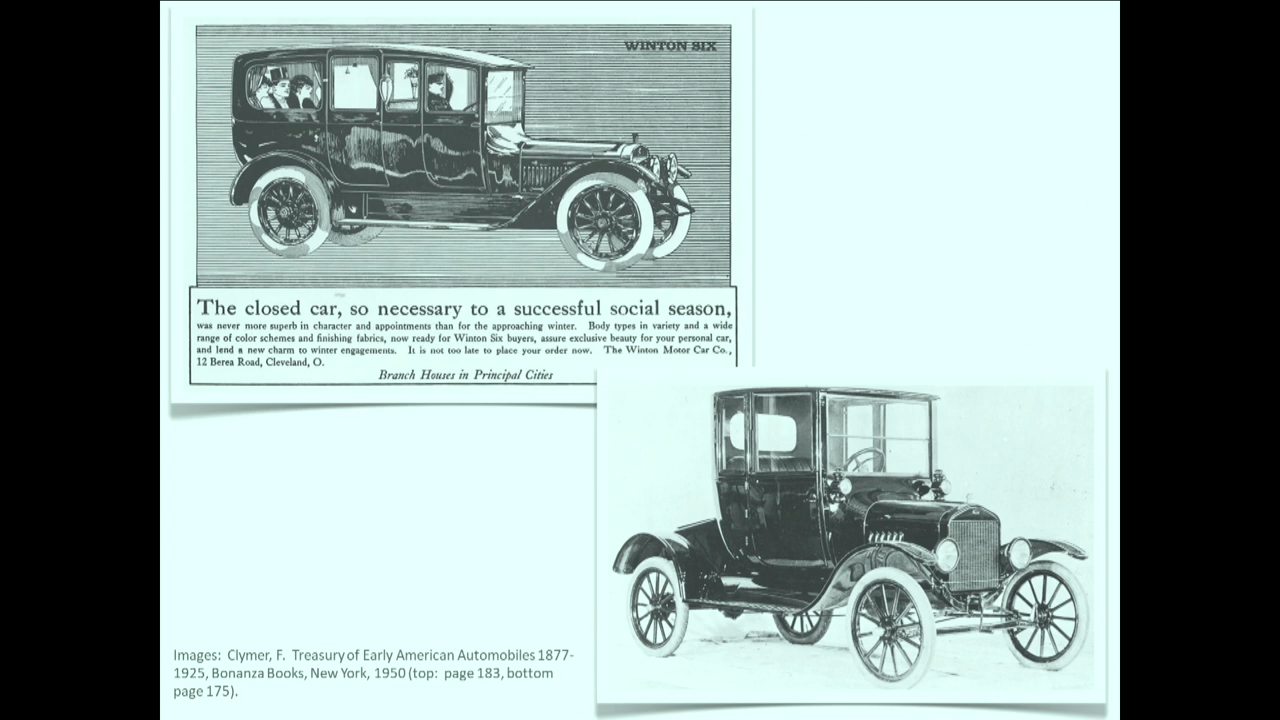 WINTON SIX
The closed car, so necessary to a successful social season,
was never more superb in character and appointments than for the approaching winter. Body types in variety and a wide
range of color schemes and finishing fabrics, now ready for Winton Six buyers, assure exclusive beauty for your personal car,
and lend a new charm to winter engagements. It is not too late to place your order now. The Winton Motor Car Co.,
12 Berea Road, Cleveland, O.
Branch Houses in Principal Cities
Images: Clymer, F. Treasury of Early American Automobiles 1877-
1925, Bonanza Books, New York, 1950 (top: page 183, bottom
page 175).